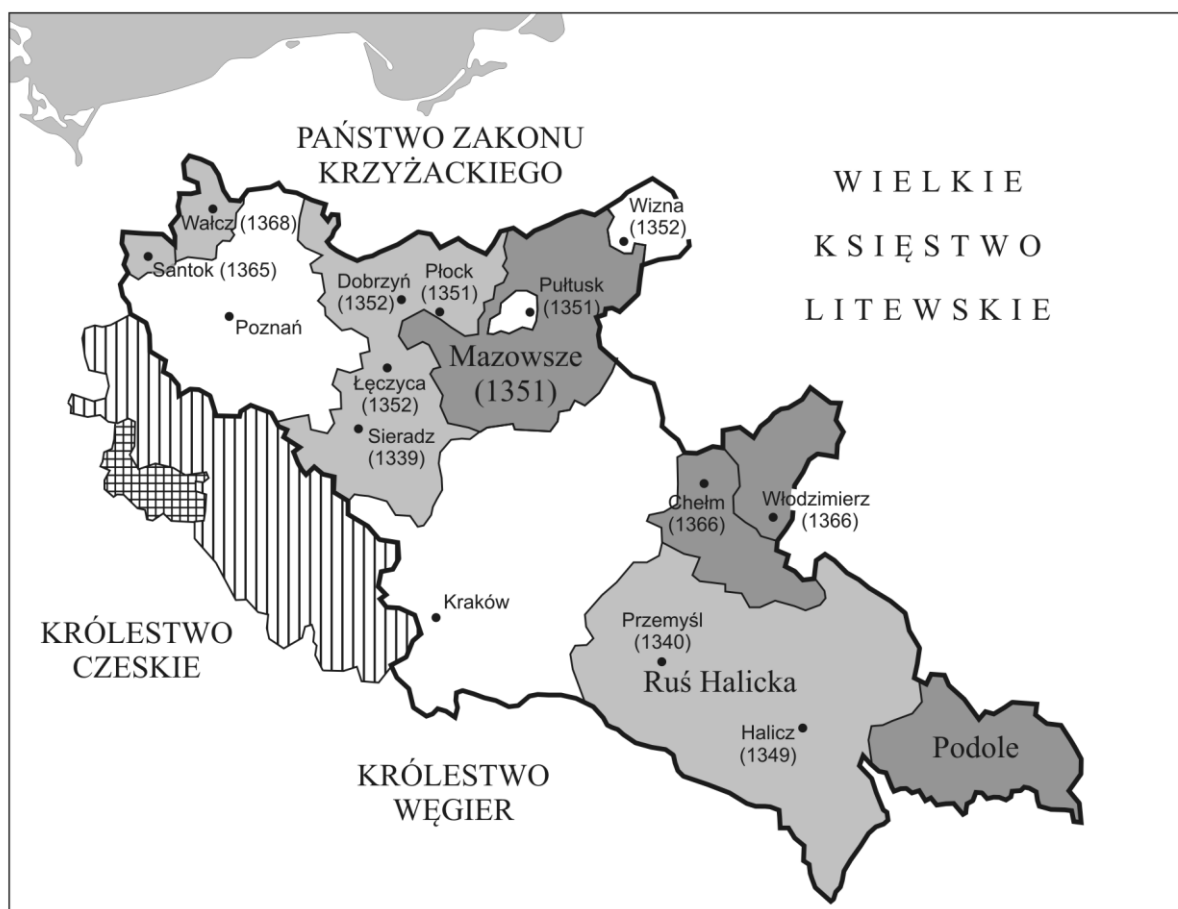 PAŃSTWO ZAKONU
KRZYŻACKIEGO
WIELKIE
KSIĘSTWO
LITEWSKIE
Wałcz (1368)
Santok (1365)
Poznań
Dobrzyń
(1352)
Płock
(1351)
Wizna
(1352)
Pułtusk
(1351)
Mazowsze
(1351)
Łęczyca
(1352)
Sieradz
(1339)
Chełm
(1366)
Włodzimierz
(1366)
KRÓLESTWO
CZESKIE
Kraków
Przemyśl
(1340)
Ruś Halicka
Halicz
(1349)
Podole
KRÓLESTWO
WĘGIER